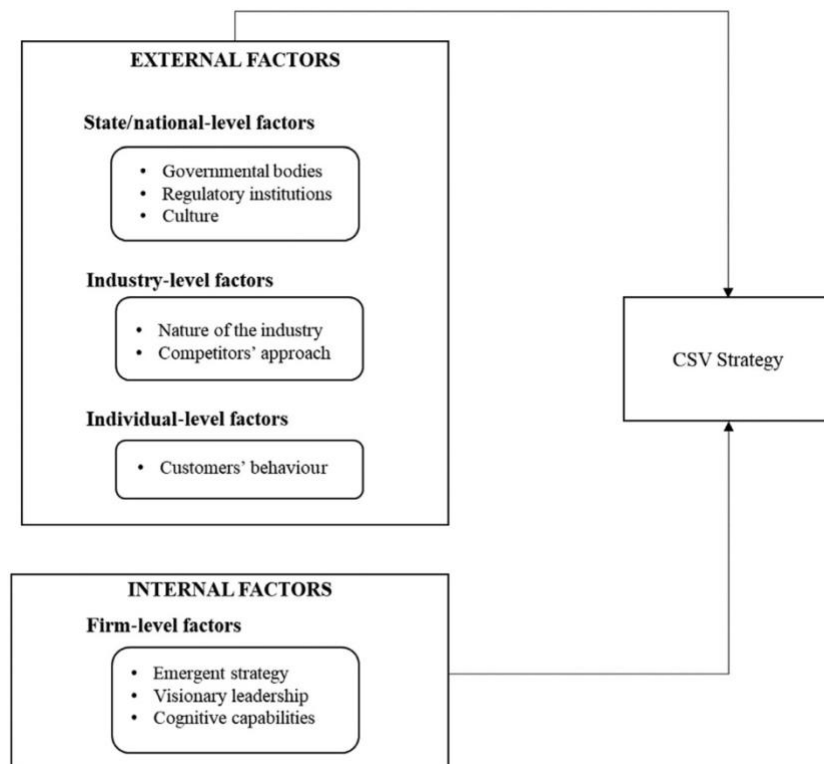 EXTERNAL FACTORS
State/national-level factors
• Governmental bodies
• Regulatory institutions
• Culture
Industry-level factors
• Nature of the industry
• Competitors’ approach
Individual-level factors
• Customers’ behaviour
CSV Strategy
INTERNAL FACTORS
Firm-level factors
• Emergent strategy
• Visionary leadership
• Cognitive capabilities